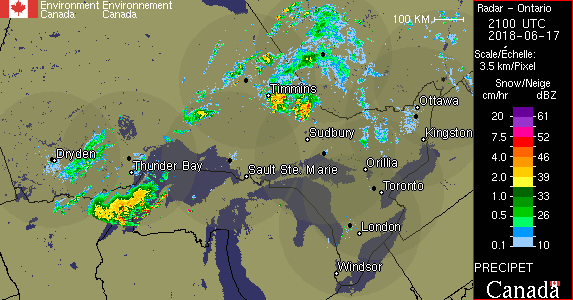 Environment Environnement
Canada Canada
100 KM
Timmins
Ottawa
Sudbury
Kingston
Dryden
Thunder Bay
Sault Ste. Marie
Orillia
Toronto
London
Windsor
Radar - Ontario
2100 UTC
2018-06-17
Scale/Échelle:
3.5 km/Pixel
Snow/Neige
cm/hr dBZ
20 61
7.5 52
4.0 46
2.0 39
1.0 33
0.5 26
0.1 10
PRECIPET
Canada